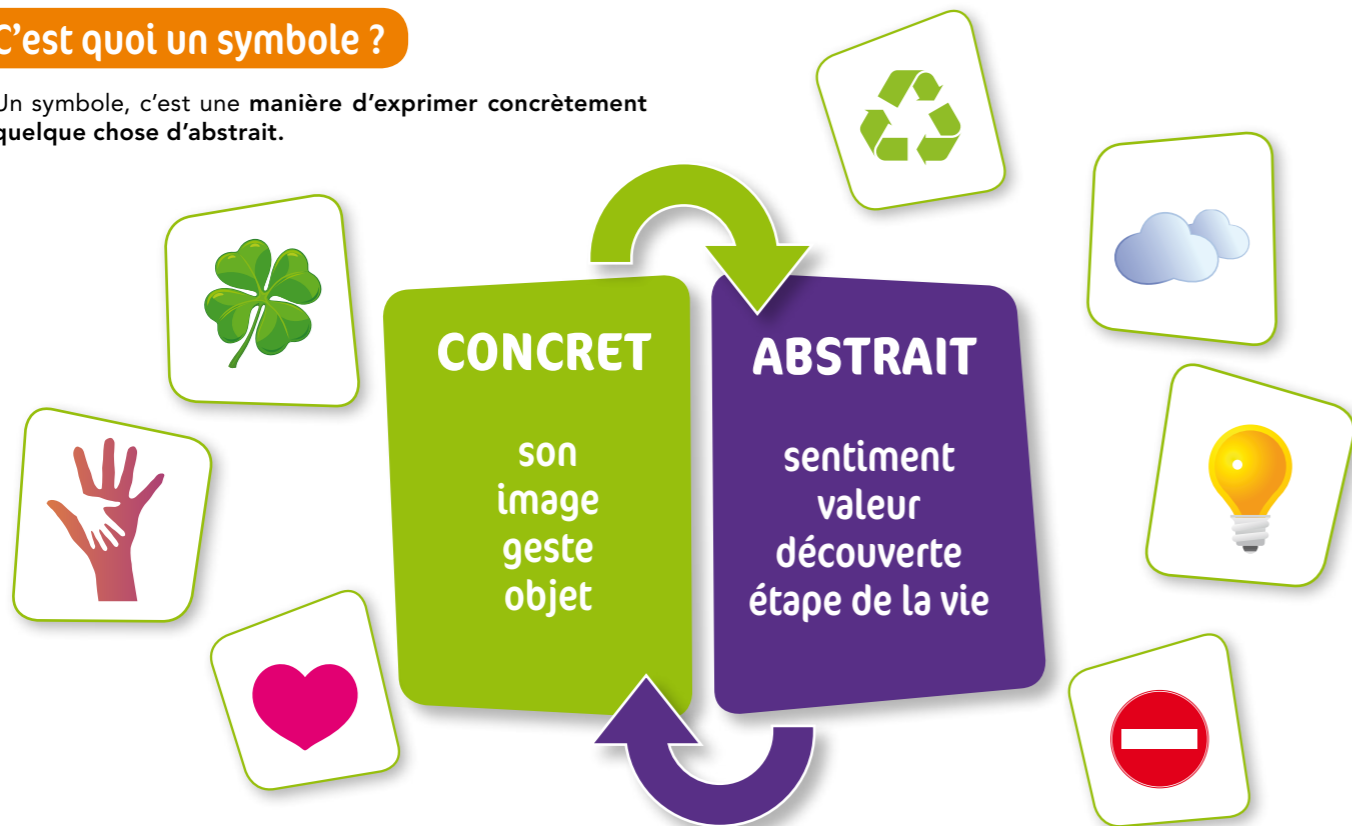 C'est quoi un symbole ?
Un symbole, c'est une manière d'exprimer concrètement
quelque chose d'abstrait.
CONCRET
son
image
geste
objet
ABSTRAIT
sentiment
valeur
découverte
étape de la vie